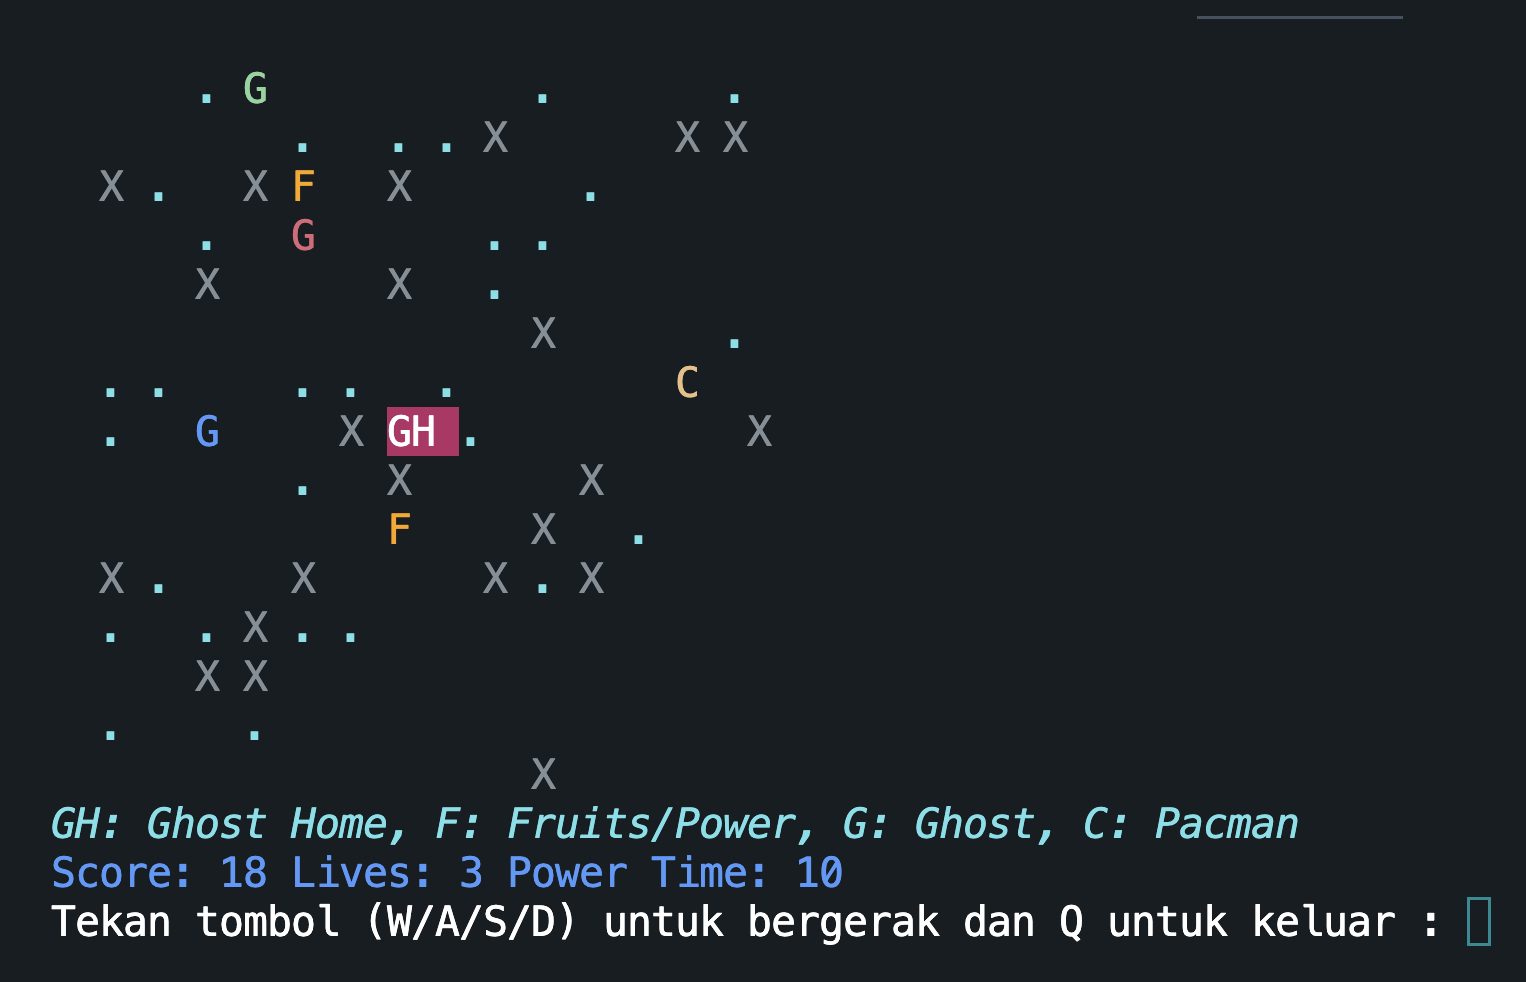 . G . .
. . . X X X
X . X F X .
. G . .
X X .
X .
. . . . . C
. G X GH . X
. X X
F X .
X . X X . X
. . X . .
X X
. .
X
GH: Ghost Home, F: Fruits/Power, G: Ghost, C: Pacman
Score: 18 Lives: 3 Power Time: 10
Tekan tombol (W/A/S/D) untuk bergerak dan Q untuk keluar :